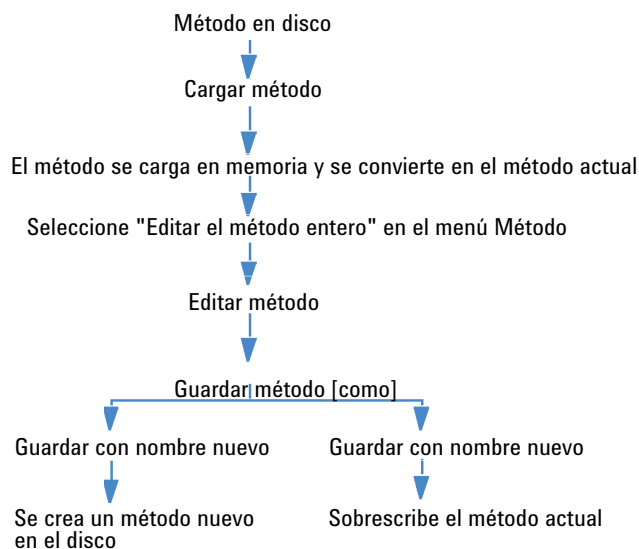 Método en disco
Cargar método
El método se carga en memoria y se convierte en el método actual
Seleccione "Editar el método entero" en el menú Método
Editar método
Guardar método [como]
Guardar con nombre nuevo
Guardar con nombre nuevo
Se crea un método nuevo
en el disco
Sobrescribe el método actual